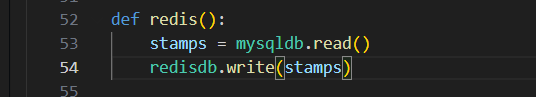 52 def redis():
53 stamps = mysqldb.read()
54 redisdb.write(stamps)
55